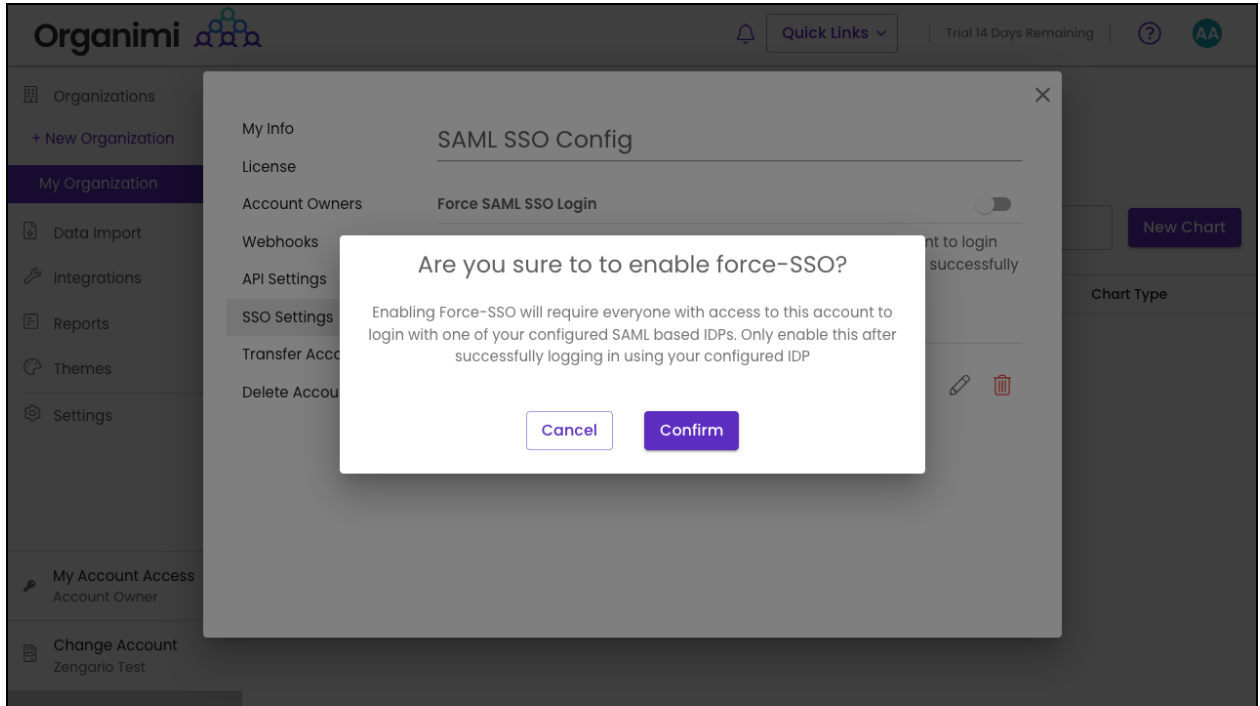 Organimi
Quick Links
Trial 14 Days Remaining
?
AA
Organizations
+ New Organization
My Organization
Data Import
Integrations
Reports
Themes
Settings
My Account Access
Account Owner
Change Account
Zengario Test
My Info
License
Account Owners
Webhooks
API Settings
SSO Settings
Transfer Acco
Delete Accou
SAML SSO Config
Force SAML SSO Login
nt to login
successfully
New Chart
Chart Type
Are you sure to to enable force-SSO?
Enabling Force-SSO will require everyone with access to this account to
login with one of your configured SAML based IDPs. Only enable this after
successfully logging in using your configured IDP
Cancel
Confirm